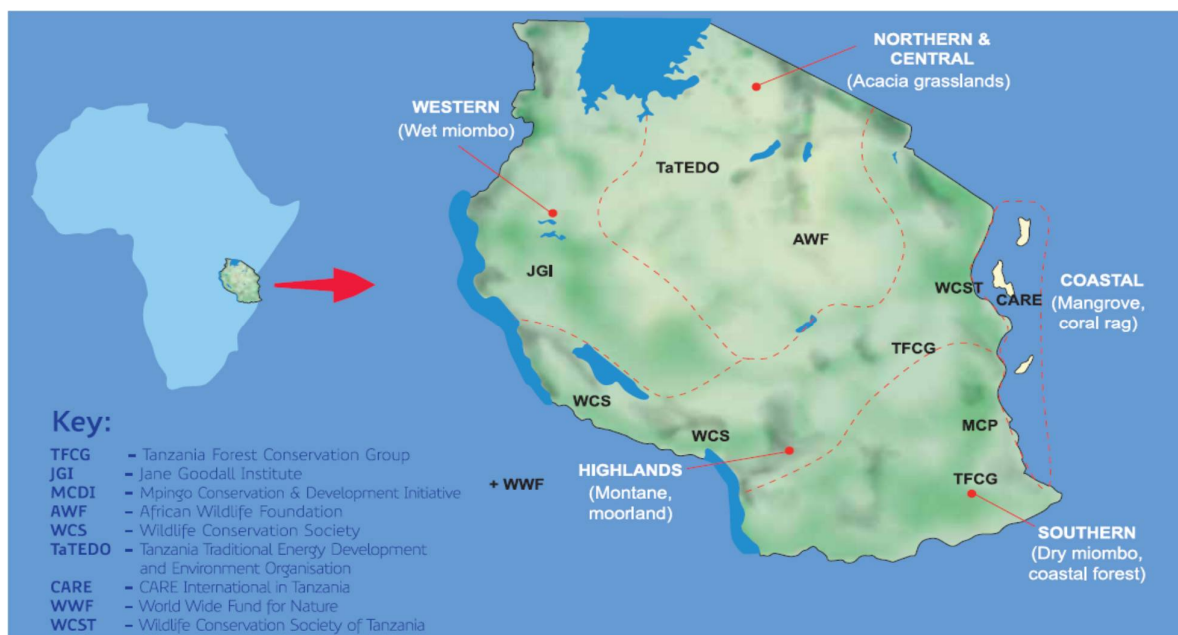 NORTHERN &
CENTRAL
(Acacia grasslands)
WESTERN
(Wet miombo)
TaTEDO
AWF
JGI
WCST
CARE
COASTAL
(Mangrove,
coral rag)
TFCG
WCS
WCS
MCP
HIGHLANDS
(Montane,
moorland)
+ WWF
TFCG
SOUTHERN
(Dry miombo,
coastal forest)
Key:
TFCG – Tanzania Forest Conservation Group
JGI – Jane Goodall Institute
MCDI – Mpingo Conservation & Development Initiative
AWF – African Wildlife Foundation
WCS – Wildlife Conservation Society
TaTEDO – Tanzania Traditional Energy Development
and Environment Organisation
CARE – CARE International in Tanzania
WWF – World Wide Fund for Nature
WCST – Wildlife Conservation Society of Tanzania